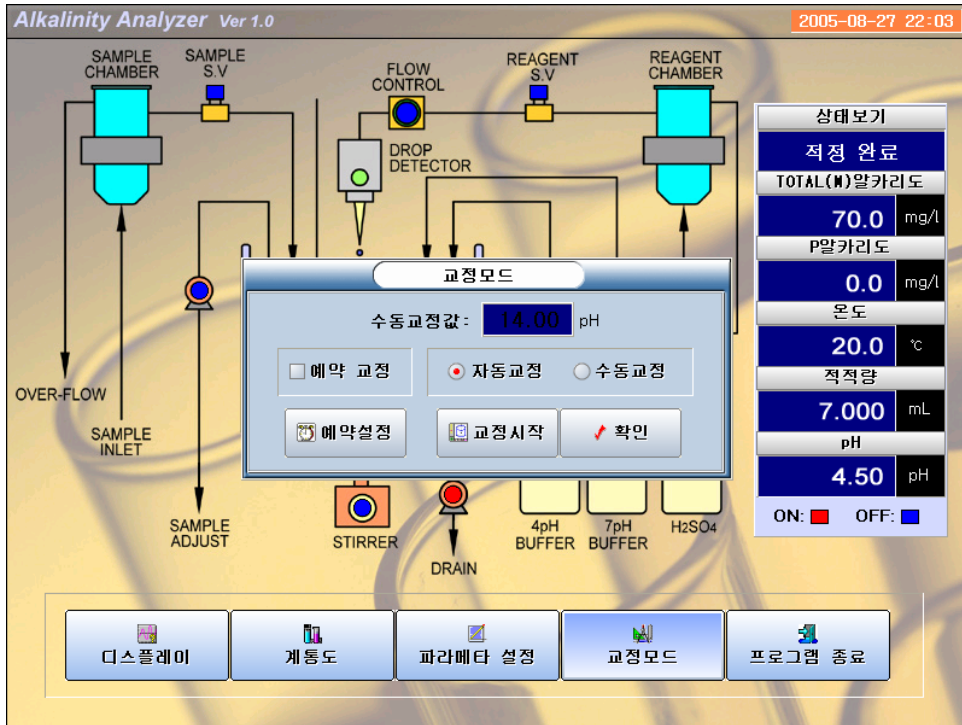 Alkalinity Analyzer Ver 1.0
2005-08-27 22:03
SAMPLE
CHAMBER
SAMPLE
S.V
FLOW
CONTROL
REAGENT
S.V
REAGENT
CHAMBER
DROP
DETECTOR
OVER-FLOW
SAMPLE
INLET
SAMPLE
ADJUST
STIRRER
DRAIN
4pH
BUFFER
7pH
BUFFER
H2SO4
교정모드
수동교정값: 14.00 pH
예약 교정
자동교정
수동교정
예약설정
교정시작
확인
상태보기
적정 완료
TOTAL(M)알카리도
70.0 mg/l
P알카리도
0.0 mg/l
온도
20.0 ℃
적적량
7.000 mL
pH
4.50 pH
ON: OFF:
디스플레이
계통도
파라메타 설정
교정모드
프로그램 종료